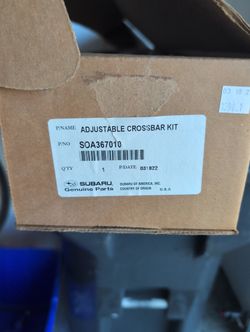 P/NAME ADJUSTABLE CROSSBAR KIT
P/NO SOA367010
QTY 1 P/DATE 031822
SUBARU SUBARU OF AMERICA, INC.
Genuine Parts COUNTRY OF ORIGIN U.S.A